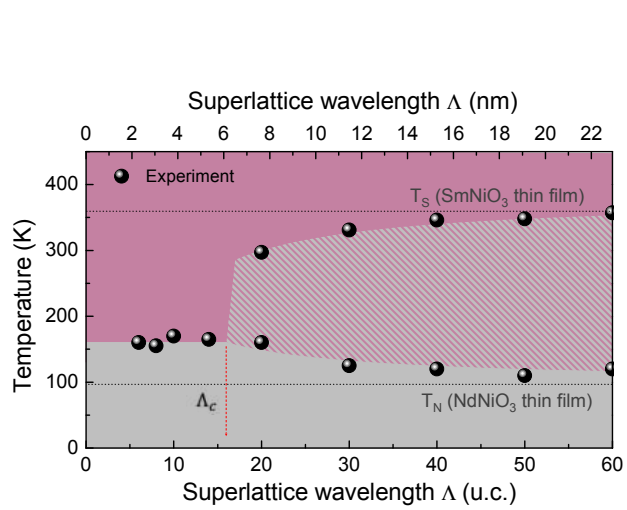 Superlattice wavelength Λ (nm)
0 2 4 6 8 10 12 14 16 18 20 22
Experiment
T_S (SmNiO₃ thin film)
400
300
200
100
0
Temperature (K)
Λ_c
T_N (NdNiO₃ thin film)
0 10 20 30 40 50 60
Superlattice wavelength Λ (u.c.)